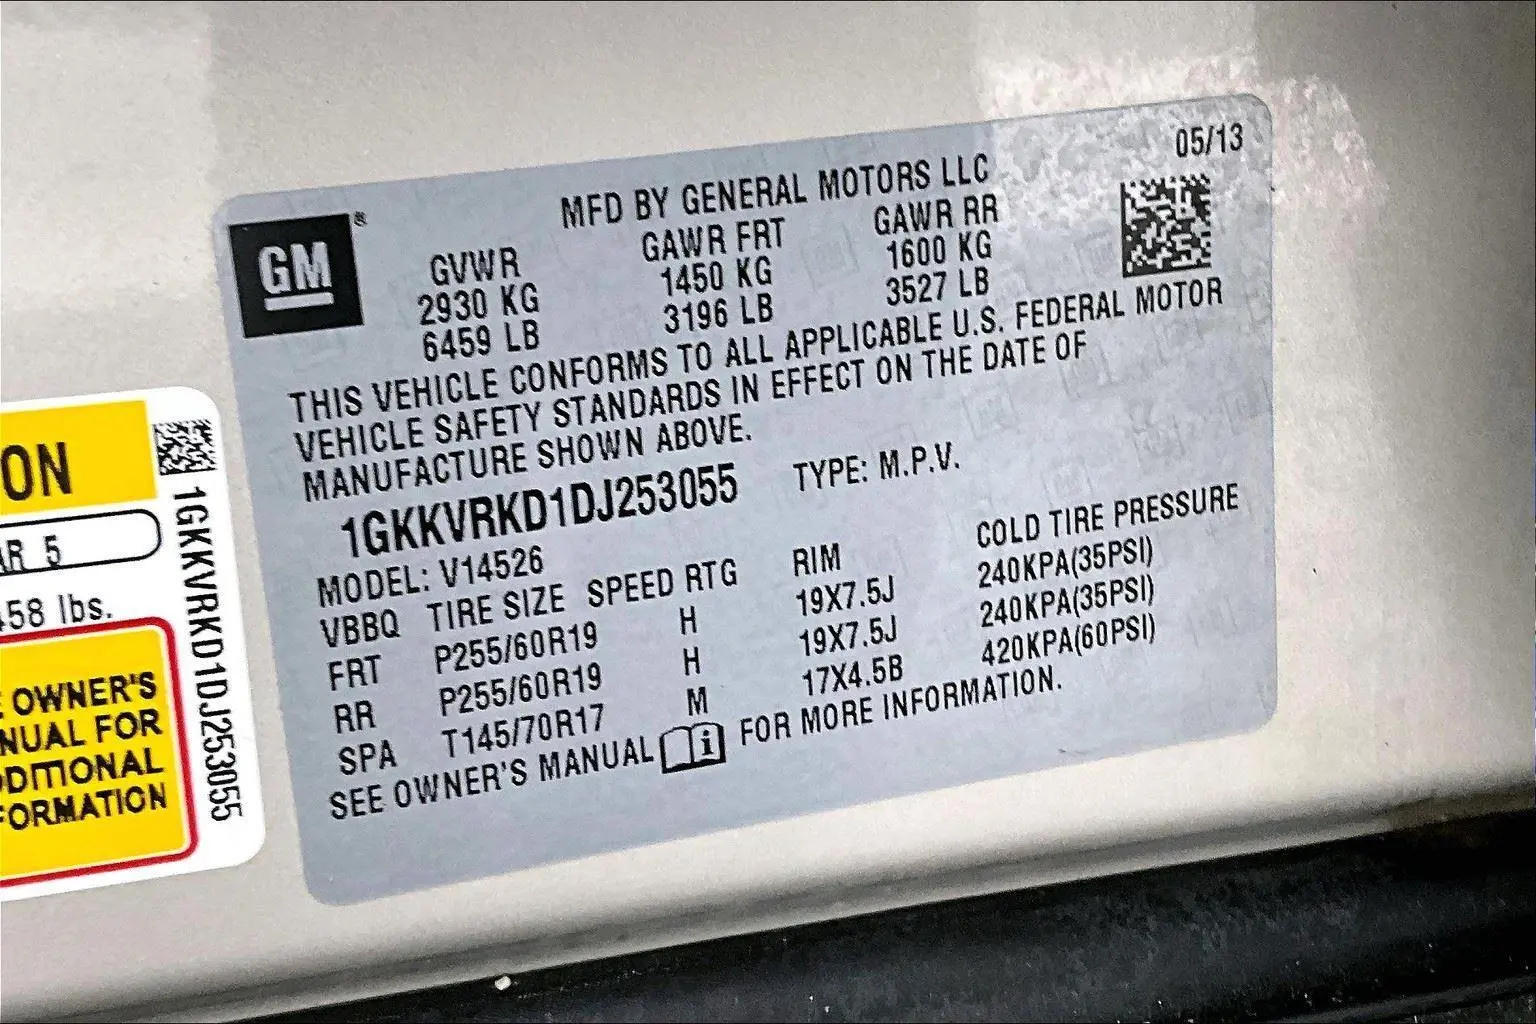 05/13
MFD BY GENERAL MOTORS LLC
GM®
GVWR GAWR FRT GAWR RR
2930 KG 1450 KG 1600 KG
6459 LB 3196 LB 3527 LB
THIS VEHICLE CONFORMS TO ALL APPLICABLE U.S. FEDERAL MOTOR
VEHICLE SAFETY STANDARDS IN EFFECT ON THE DATE OF
MANUFACTURE SHOWN ABOVE.
1GKKVRKD1DJ253055 TYPE: M.P.V.
MODEL: V14526
VBBQ TIRE SIZE SPEED RTG RIM COLD TIRE PRESSURE
FRT P255/60R19 H 19X7.5J 240KPA(35PSI)
RR P255/60R19 H 19X7.5J 240KPA(35PSI)
SPA T145/70R17 M 17X4.5B 420KPA(60PSI)
SEE OWNER'S MANUAL FOR MORE INFORMATION.
ON
AR 5
458 lbs.
E OWNER'S
NUAL FOR
DDITIONAL
FORMATION
1GKKVRKD1DJ253055